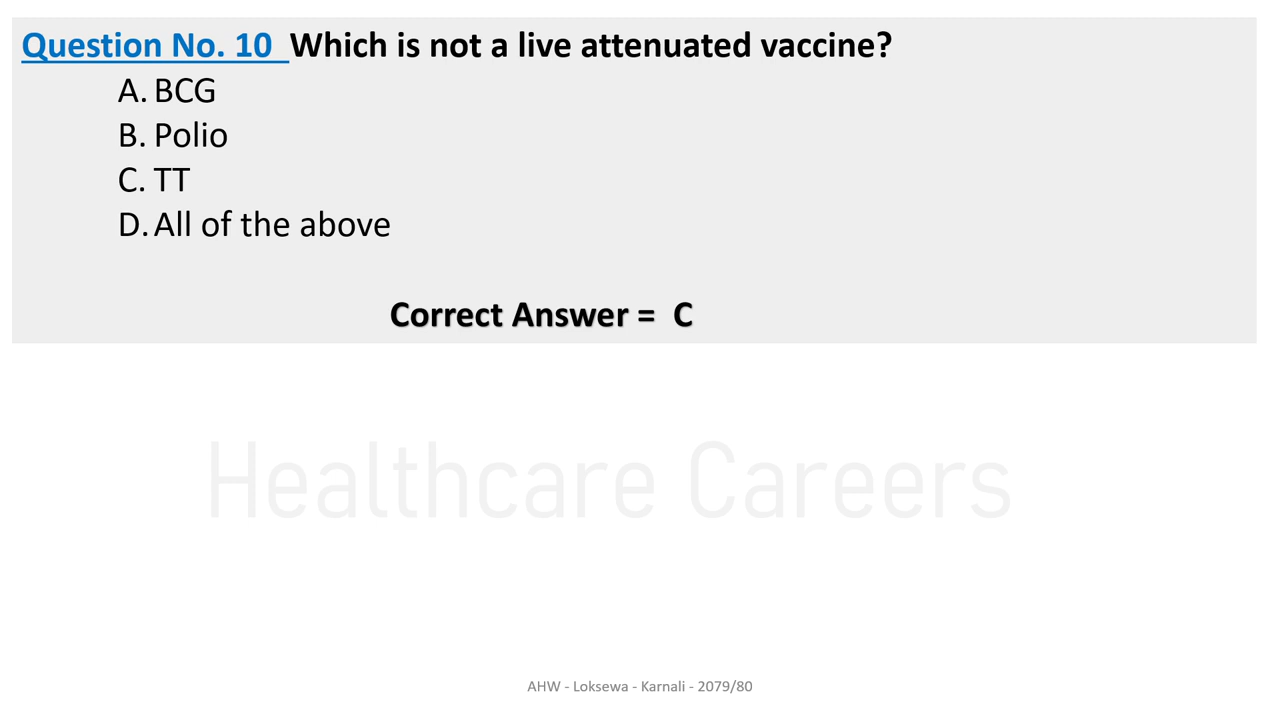 Question No. 10 Which is not a live attenuated vaccine?
A. BCG
B. Polio
C. TT
D. All of the above
Correct Answer = C
Healthcare Careers
AHW - Loksewa - Karnali - 2079/80